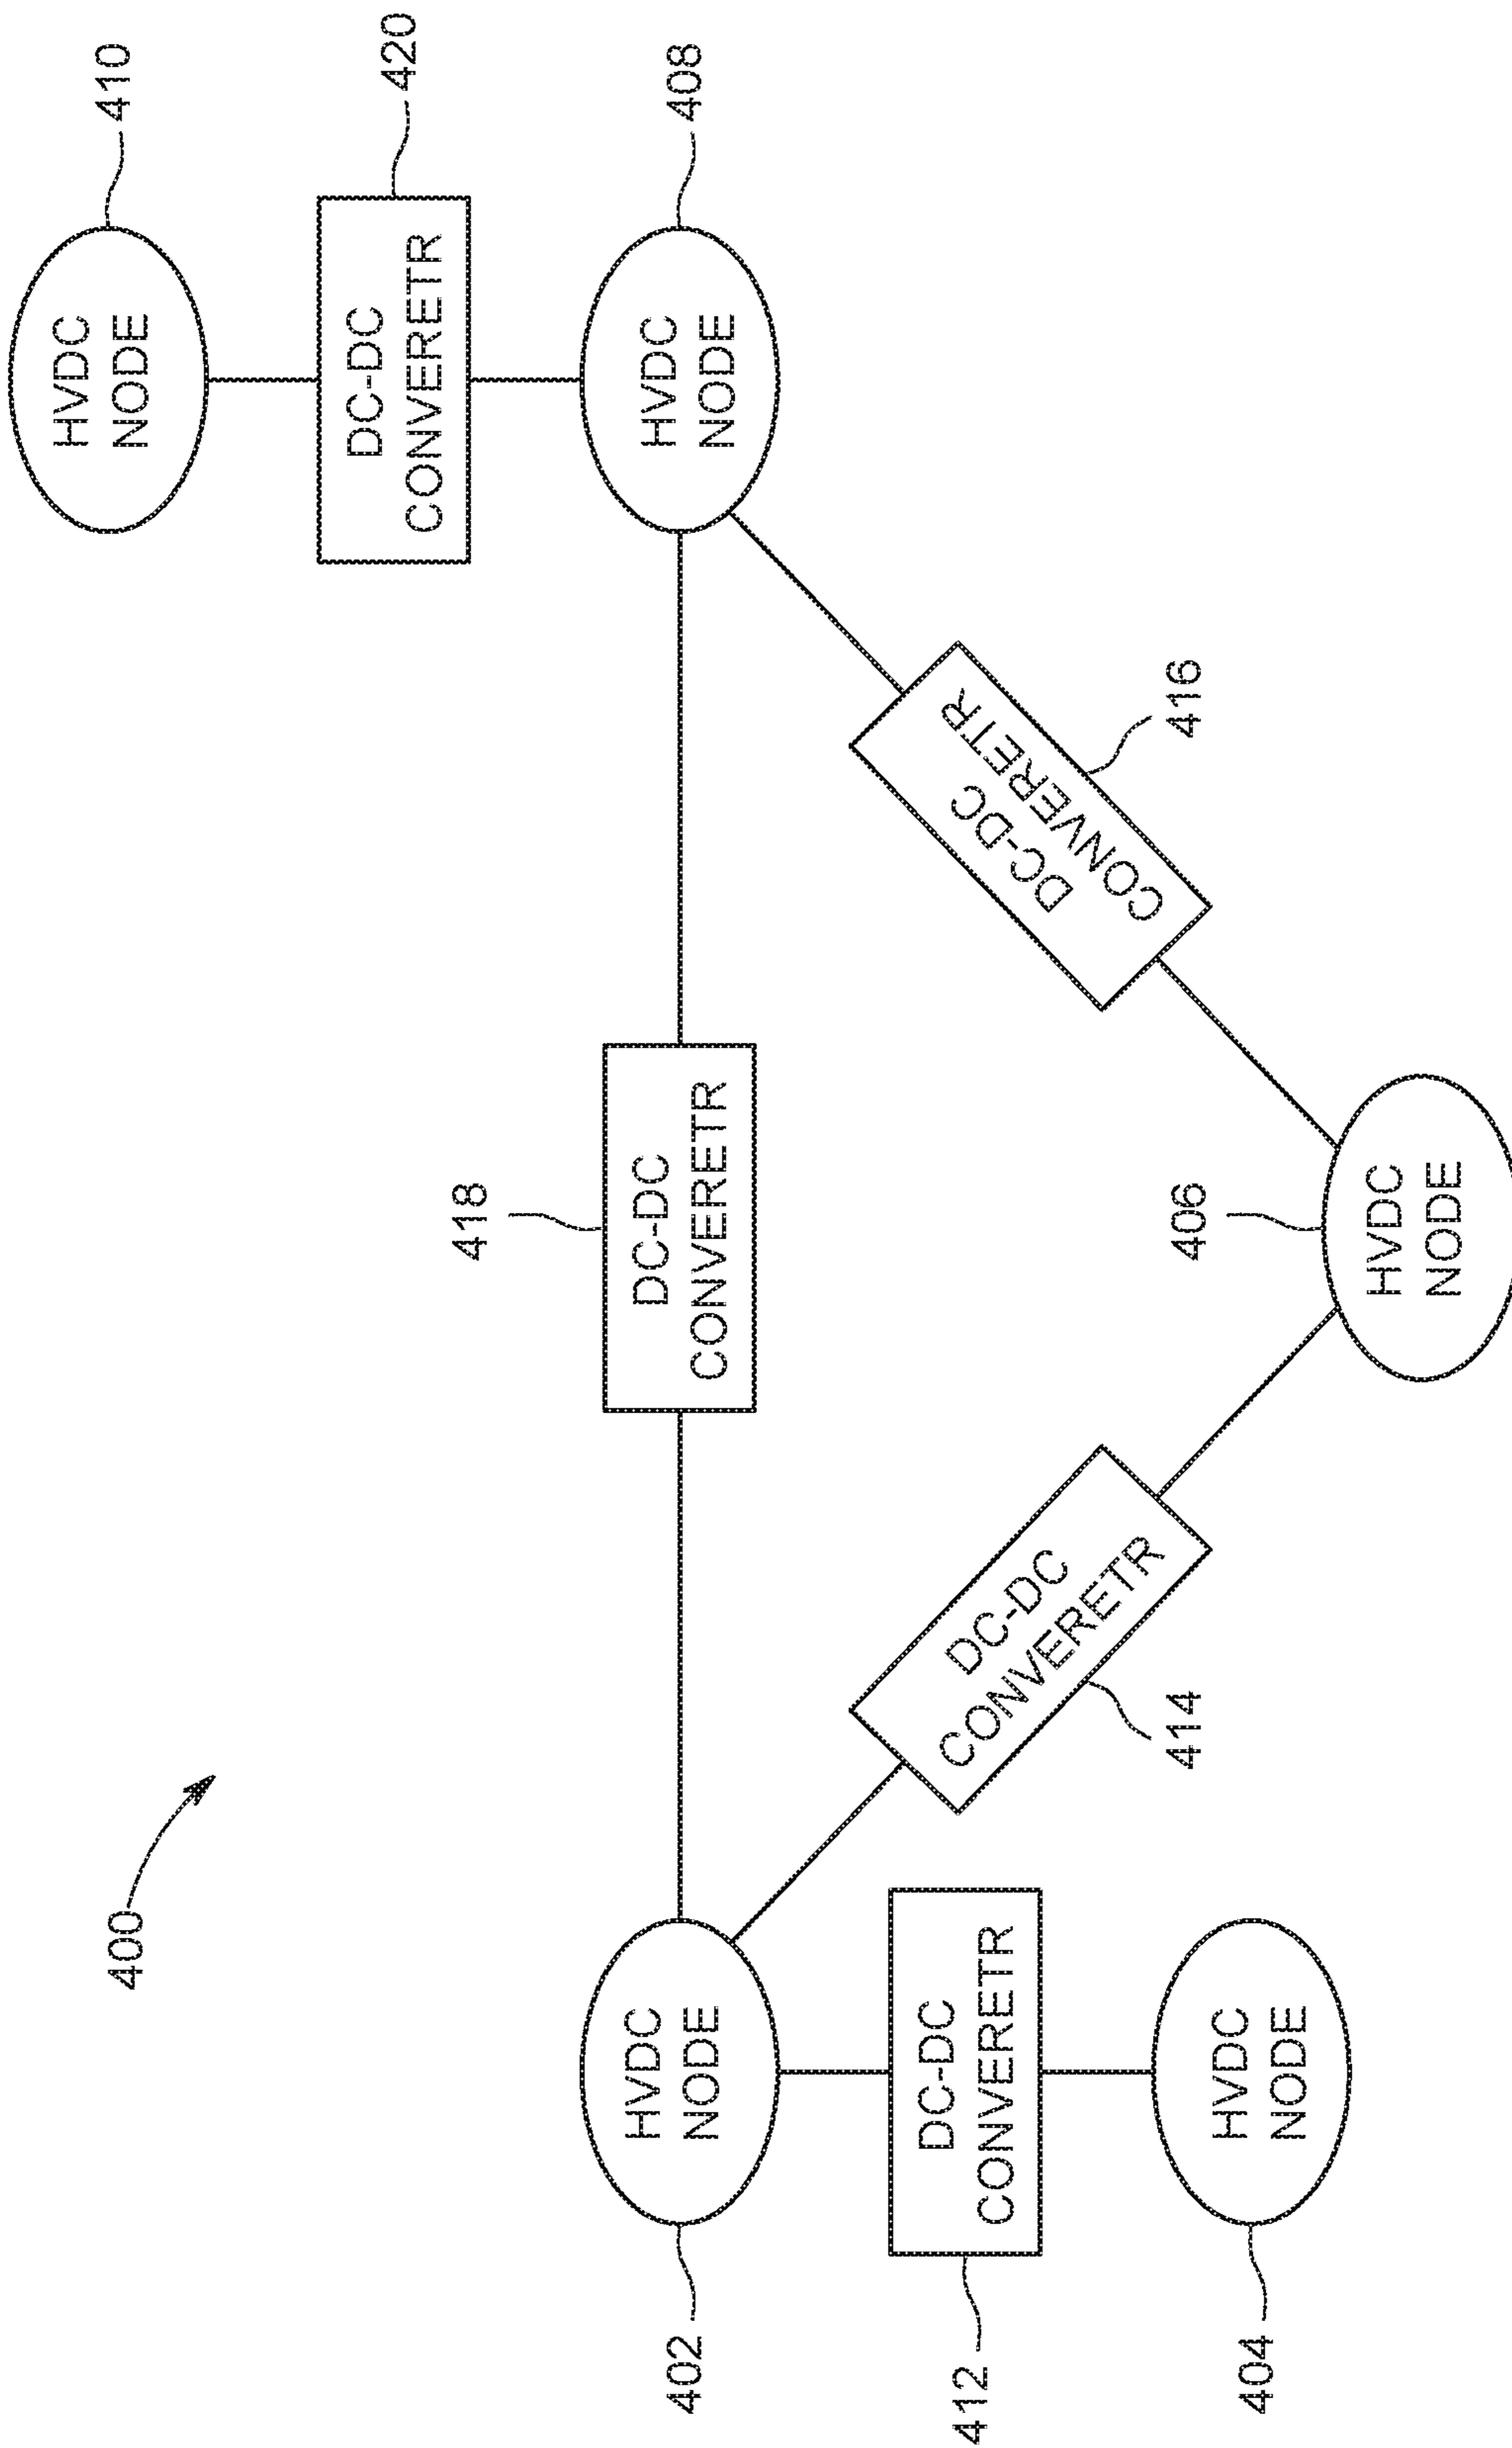 400
410
HVDC
NODE
420
DC-DC
CONVERETR
408
HVDC
NODE
418
DC-DC
CONVERETR
402
HVDC
NODE
416
DC-DC
CONVERETR
414
DC-DC
CONVERETR
412
DC-DC
CONVERETR
406
HVDC
NODE
404
HVDC
NODE